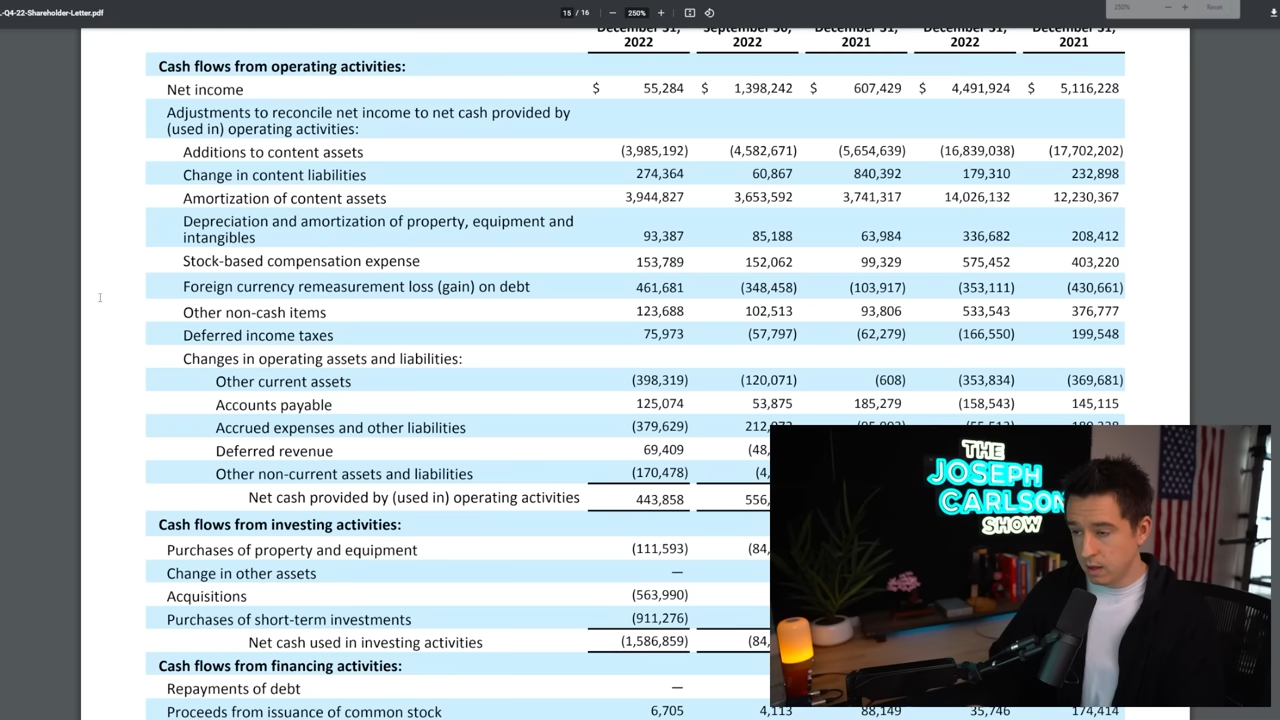 L-Q4-22-Shareholder-Letter.pdf
15 / 16
250%
250%
Reset
December 31, 2022 September 30, 2022 December 31, 2021 December 31, 2022 December 31, 2021
Cash flows from operating activities:
Net income $ 55,284 $ 1,398,242 $ 607,429 $ 4,491,924 $ 5,116,228
Adjustments to reconcile net income to net cash provided by
(used in) operating activities:
Additions to content assets (3,985,192) (4,582,671) (5,654,639) (16,839,038) (17,702,202)
Change in content liabilities 274,364 60,867 840,392 179,310 232,898
Amortization of content assets 3,944,827 3,653,592 3,741,317 14,026,132 12,230,367
Depreciation and amortization of property, equipment and
intangibles 93,387 85,188 63,984 336,682 208,412
Stock-based compensation expense 153,789 152,062 99,329 575,452 403,220
Foreign currency remeasurement loss (gain) on debt 461,681 (348,458) (103,917) (353,111) (430,661)
Other non-cash items 123,688 102,513 93,806 533,543 376,777
Deferred income taxes 75,973 (57,797) (62,279) (166,550) 199,548
Changes in operating assets and liabilities:
Other current assets (398,319) (120,071) (608) (353,834) (369,681)
Accounts payable 125,074 53,875 185,279 (158,543) 145,115
Accrued expenses and other liabilities (379,629) 212,
Deferred revenue 69,409 (48,
Other non-current assets and liabilities (170,478) (4,
Net cash provided by (used in) operating activities 443,858 556,
Cash flows from investing activities:
Purchases of property and equipment (111,593) (84,
Change in other assets —
Acquisitions (563,990)
Purchases of short-term investments (911,276)
Net cash used in investing activities (1,586,859) (84,
Cash flows from financing activities:
Repayments of debt —
Proceeds from issuance of common stock 6,705 4,113 88,149 35,746 174,414
THE
JOSEPH
CARLSON
SHOW